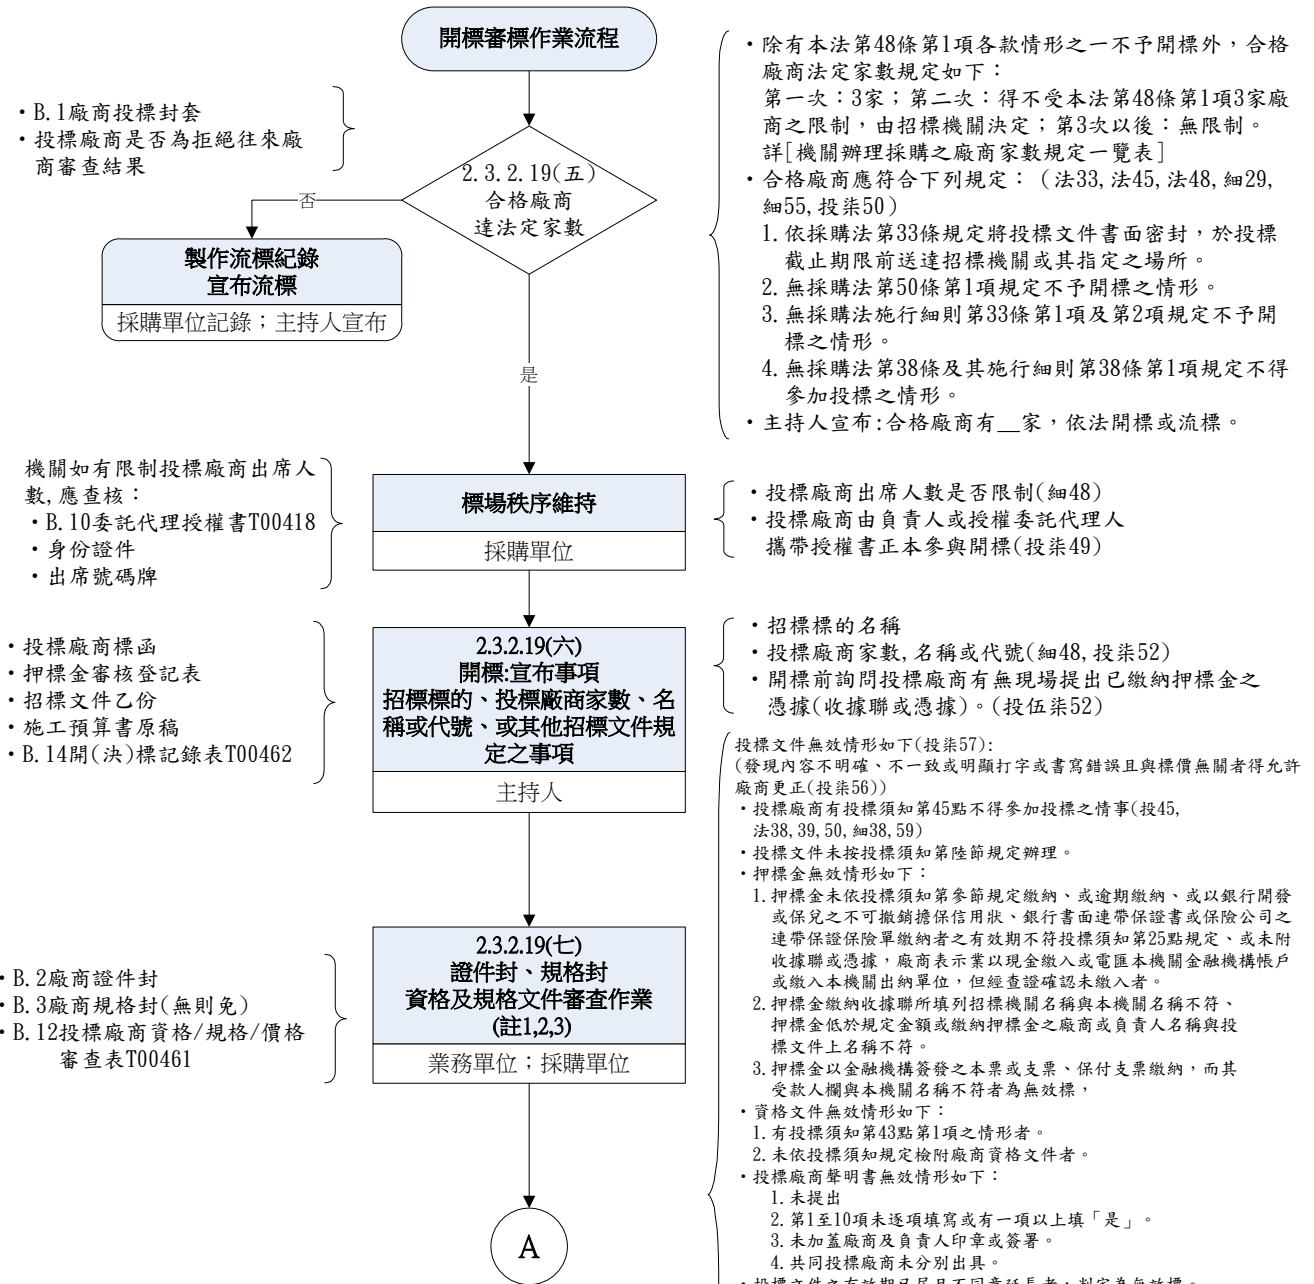 開標審標作業流程
・B.1廠商投標封套
・投標廠商是否為拒絕往來廠
商審查結果
2.3.2.19(五)
合格廠商
達法定家數
否
製作流標紀錄
宣布流標
採購單位記錄；主持人宣布
是
・除有本法第48條第1項各款情形之一不予開標外，合格
廠商法定家數規定如下：
第一次：3家；第二次：得不受本法第48條第1項3家廠
商之限制，由招標機關決定；第3次以後：無限制。
詳[機關辦理採購之廠商家數規定一覽表]
・合格廠商應符合下列規定：（法33,法45,法48,細29,
細55,投柒50）
1.依採購法第33條規定將投標文件書面密封，於投標
截止期限前送達招標機關或其指定之場所。
2.無採購法第50條第1項規定不予開標之情形。
3.無採購法施行細則第33條第1項及第2項規定不予開
標之情形。
4.無採購法第38條及其施行細則第38條第1項規定不得
參加投標之情形。
・主持人宣布:合格廠商有__家，依法開標或流標。
機關如有限制投標廠商出席人
數,應查核：
・B.10委託代理授權書T00418
・身份證件
・出席號碼牌
標場秩序維持
採購單位
・投標廠商出席人數是否限制(細48)
・投標廠商由負責人或授權委託代理人
攜帶授權書正本參與開標(投柒49)
・投標廠商標函
・押標金審核登記表
・招標文件乙份
・施工預算書原稿
・B.14開(決)標記錄表T00462
2.3.2.19(六)
開標:宣布事項
招標標的、投標廠商家數、名
稱或代號、或其他招標文件規
定之事項
主持人
・招標標的名稱
・投標廠商家數,名稱或代號(細48,投柒52)
・開標前詢問投標廠商有無現場提出已繳納押標金之
憑據(收據聯或憑據)。(投伍柒52)
・B.2廠商證件封
・B.3廠商規格封(無則免)
・B.12投標廠商資格/規格/價格
審查表T00461
2.3.2.19(七)
證件封、規格封
資格及規格文件審查作業
(註1,2,3)
業務單位；採購單位
A
投標文件無效情形如下(投柒57):
(發現內容不明確、不一致或明顯打字或書寫錯誤且與標價無關者得允許
廠商更正(投柒56))
・投標廠商有投標須知第45點不得參加投標之情事(投45,
法38,39,50,細38,59)
・投標文件未按投標須知第陸節規定辦理。
・押標金無效情形如下：
1.押標金未依投標須知第參節規定繳納、或逾期繳納、或以銀行開發
或保兌之不可撤銷擔保信用狀、銀行書面連帶保證書或保險公司之
連帶保證保險單繳納者之有效期不符投標須知第25點規定、或未附
收據聯或憑據，廠商表示業以現金繳入或電匯本機關金融機構帳戶
或繳入本機關出納單位，但經查證確認未繳入者。
2.押標金繳納收據聯所填列招標機關名稱與本機關名稱不符、
押標金低於規定金額或繳納押標金之廠商或負責人名稱與投
標文件上名稱不符。
3.押標金以金融機構簽發之本票或支票、保付支票繳納，而其
受款人欄與本機關名稱不符者為無效標，
・資格文件無效情形如下：
1.有投標須知第43點第1項之情形者。
2.未依投標須知規定檢附廠商資格文件者。
・投標廠商聲明書無效情形如下：
1.未提出
2.第1至10項未逐項填寫或有一項以上填「是」。
3.未加蓋廠商及負責人印章或簽署。
4.共同投標廠商未分別出具。
・投標文件之有效期已屆且不同意延長者，判定為無效標。